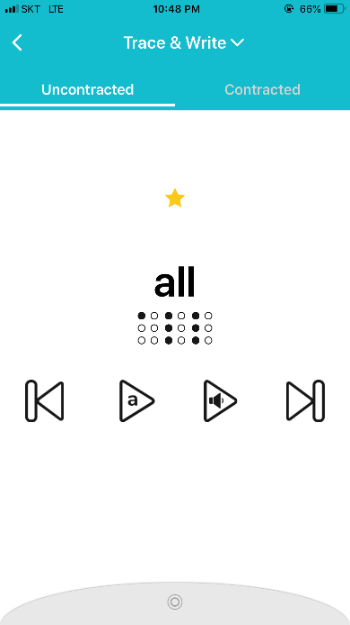 SKT LTE 10:48 PM 66%
Trace & Write
Uncontracted Contracted
all
⠁⠇⠇
a